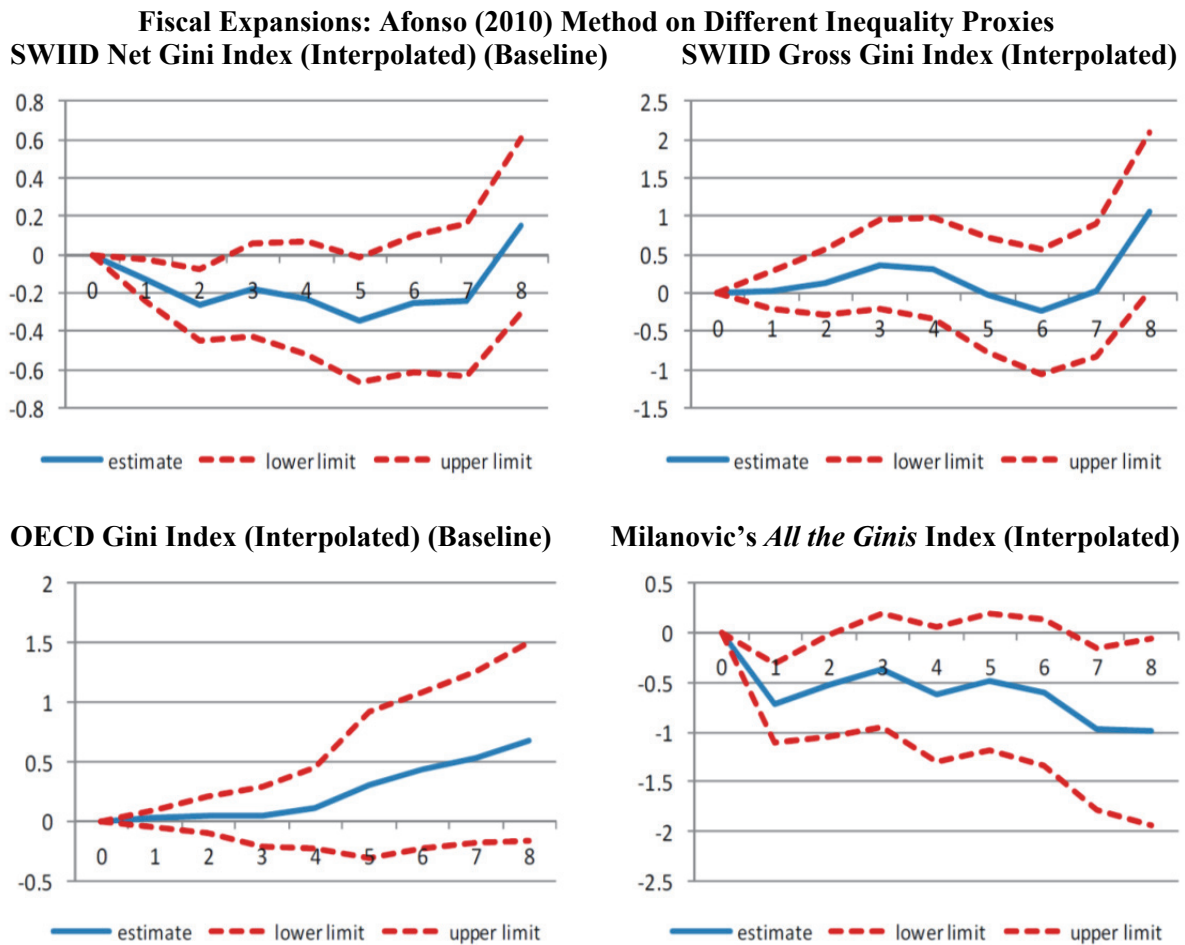 Fiscal Expansions: Afonso (2010) Method on Different Inequality Proxies
SWIID Net Gini Index (Interpolated) (Baseline)
0.8
0.6
0.4
0.2
0
-0.2
-0.4
-0.6
-0.8
0 1 2 3 4 5 6 7 8
estimate lower limit upper limit
SWIID Gross Gini Index (Interpolated)
2.5
2
1.5
1
0.5
0
-0.5
-1
-1.5
0 1 2 3 4 5 6 7 8
estimate lower limit upper limit
OECD Gini Index (Interpolated) (Baseline)
2
1.5
1
0.5
0
-0.5
0 1 2 3 4 5 6 7 8
estimate lower limit upper limit
Milanovic’s All the Ginis Index (Interpolated)
0.5
0
-0.5
-1
-1.5
-2
-2.5
0 1 2 3 4 5 6 7 8
estimate lower limit upper limit